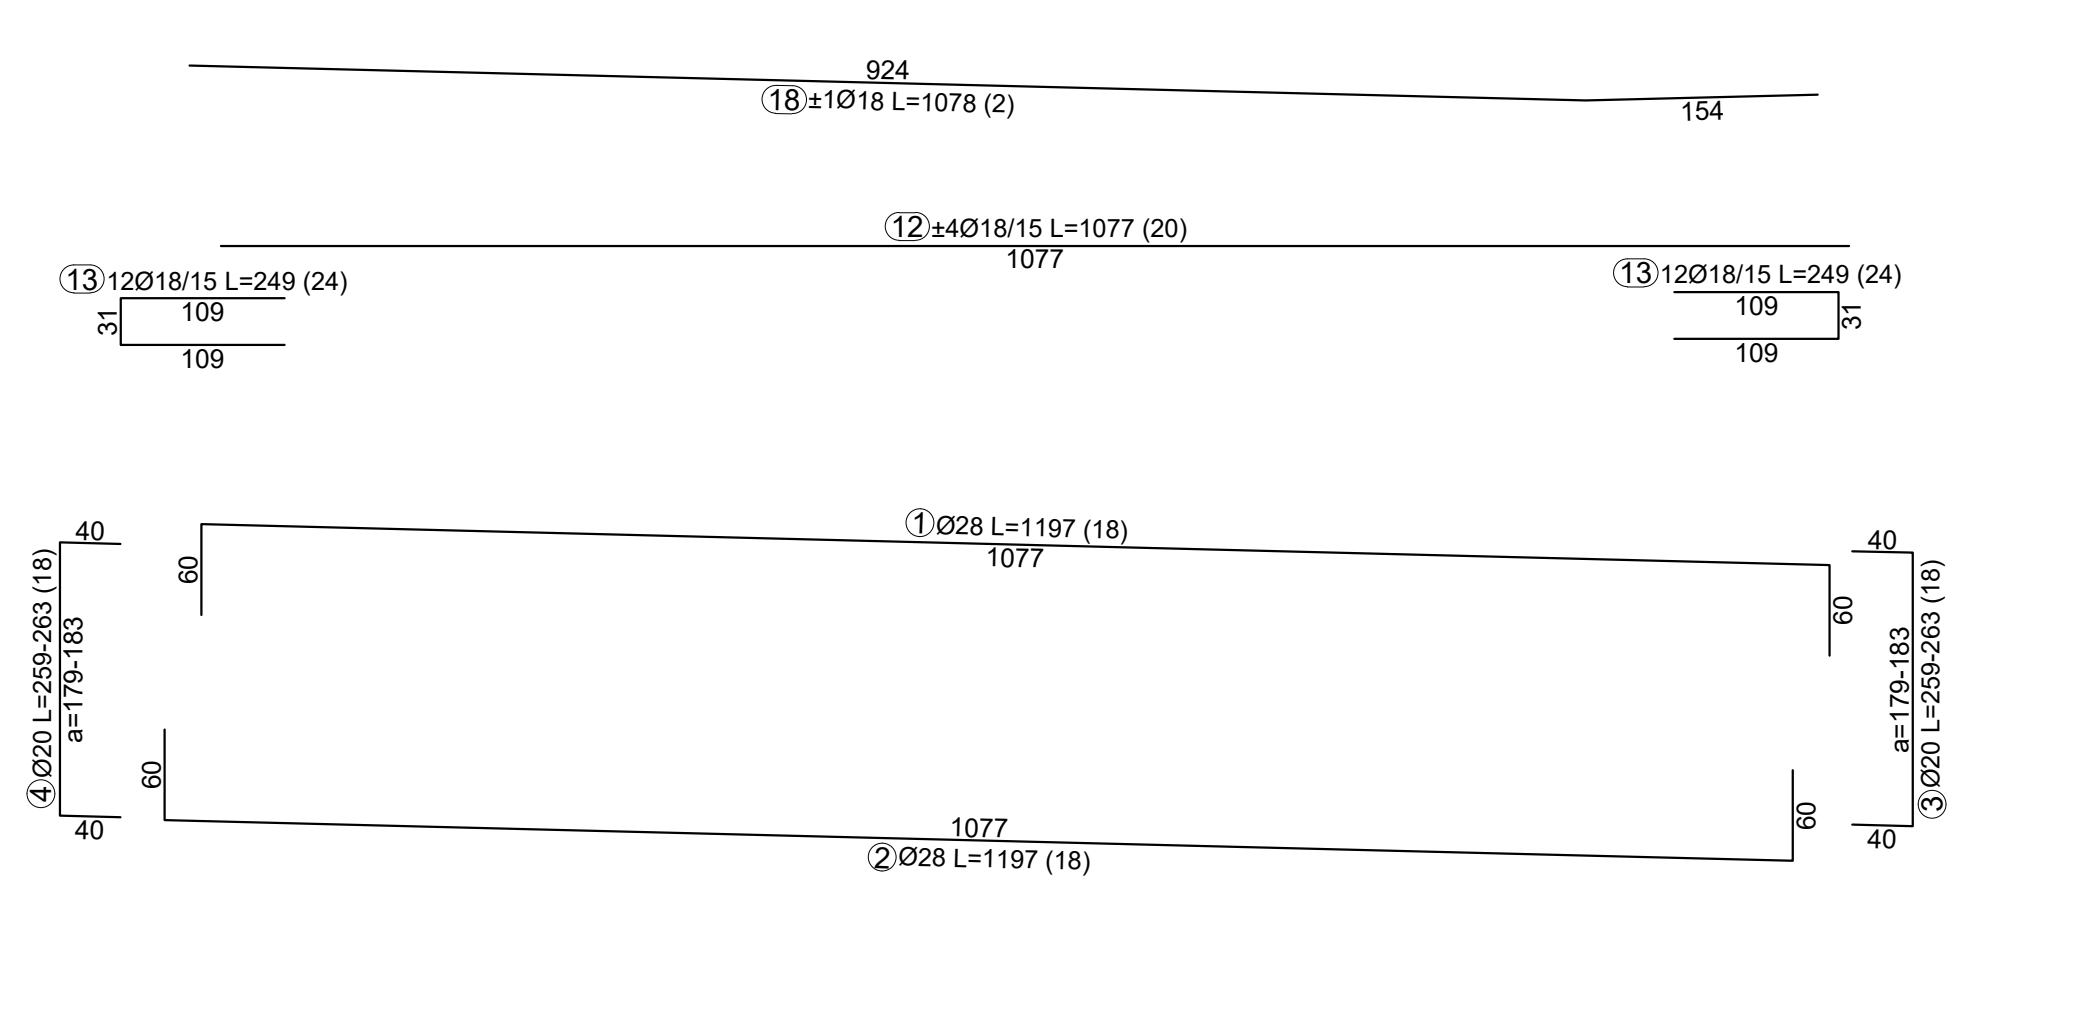 924
18 ±1Ø18 L=1078 (2)
154
12 ±4Ø18/15 L=1077 (20)
1077
13 12Ø18/15 L=249 (24)
109
31
109
13 12Ø18/15 L=249 (24)
109
31
109
1 Ø28 L=1197 (18)
1077
60
60
40
4 Ø20 L=259-263 (18)
a=179-183
40
40
a=179-183
3 Ø20 L=259-263 (18)
40
60
60
1077
2 Ø28 L=1197 (18)